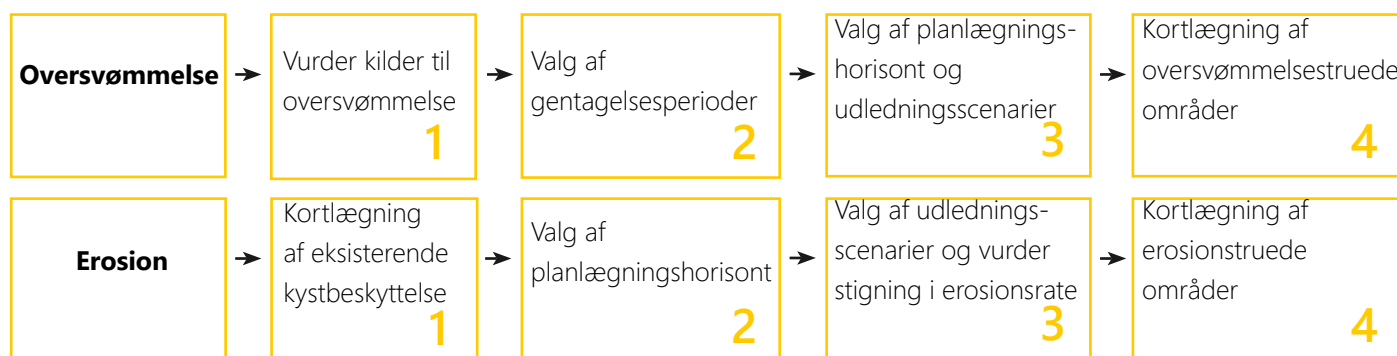 Oversvømmelse
Vurder kilder til
oversvømmelse
1
Valg af
gentagelsesperioder
2
Valg af planlægnings-
horisont og
udledningsscenarier
3
Kortlægning af
oversvømmelsestruede
områder
4
Erosion
Kortlægning
af eksisterende
kystbeskyttelse
1
Valg af
planlægningshorisont
2
Valg af udlednings-
scenarier og vurder
stigning i erosionsrate
3
Kortlægning af
erosionstruede
områder
4